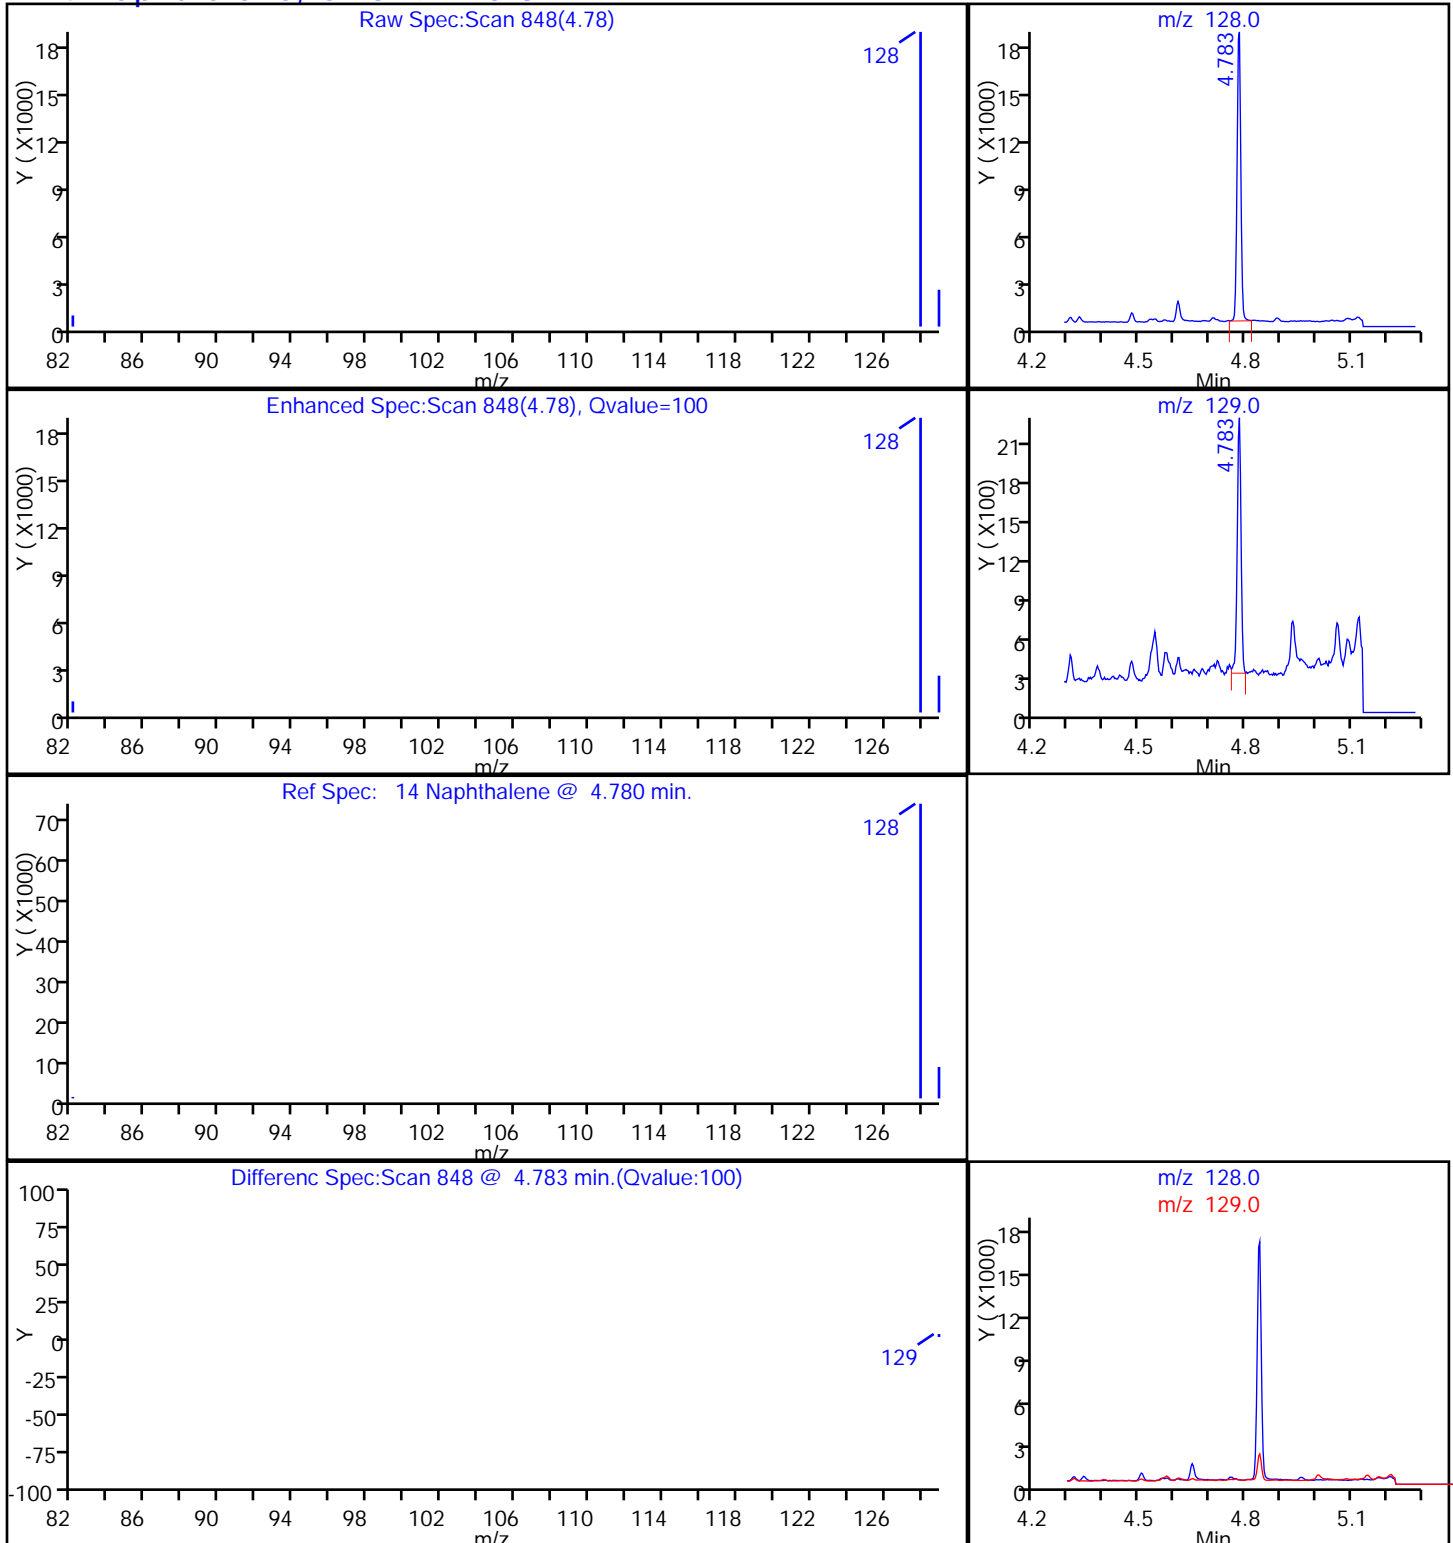 Raw Spec:Scan 848(4.78)
128
Y ( X1000)
18
15
12
9
6
3
0
82 86 90 94 98 102 106 110 114 118 122 126
m/z
m/z 128.0
4.783
Y ( X1000)
18
15
12
9
6
3
0
4.2 4.5 4.8 5.1
Min
Enhanced Spec:Scan 848(4.78), Qvalue=100
128
Y ( X1000)
18
15
12
9
6
3
0
82 86 90 94 98 102 106 110 114 118 122 126
m/z
m/z 129.0
4.783
Y ( X100)
21
18
15
12
9
6
3
0
4.2 4.5 4.8 5.1
Min
Ref Spec: 14 Naphthalene @ 4.780 min.
128
Y ( X1000)
70
60
50
40
30
20
10
0
82 86 90 94 98 102 106 110 114 118 122 126
m/z
Differenc Spec:Scan 848 @ 4.783 min.(Qvalue:100)
129
Y
100
75
50
25
0
-25
-50
-75
-100
82 86 90 94 98 102 106 110 114 118 122 126
m/z
m/z 128.0
m/z 129.0
Y ( X1000)
18
15
12
9
6
3
0
4.2 4.5 4.8 5.1
Min